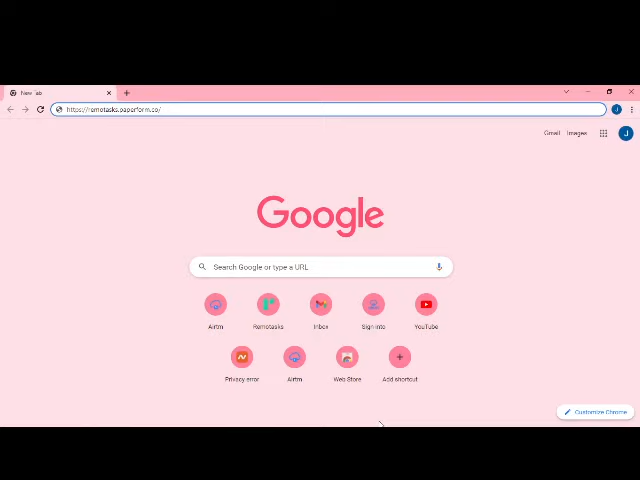 New Tab
https://remotasks.paperform.co/
J
Gmail Images
J
Google
Search Google or type a URL
Airtm Remotasks Inbox Sign into YouTube
Privacy error Airtm Web Store Add shortcut
Customize Chrome